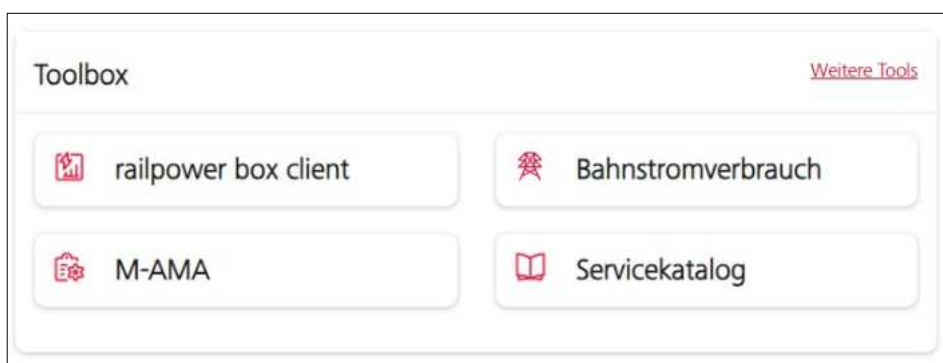 Toolbox
Weitere Tools
railpower box client
Bahnstromverbrauch
M-AMA
Servicekatalog